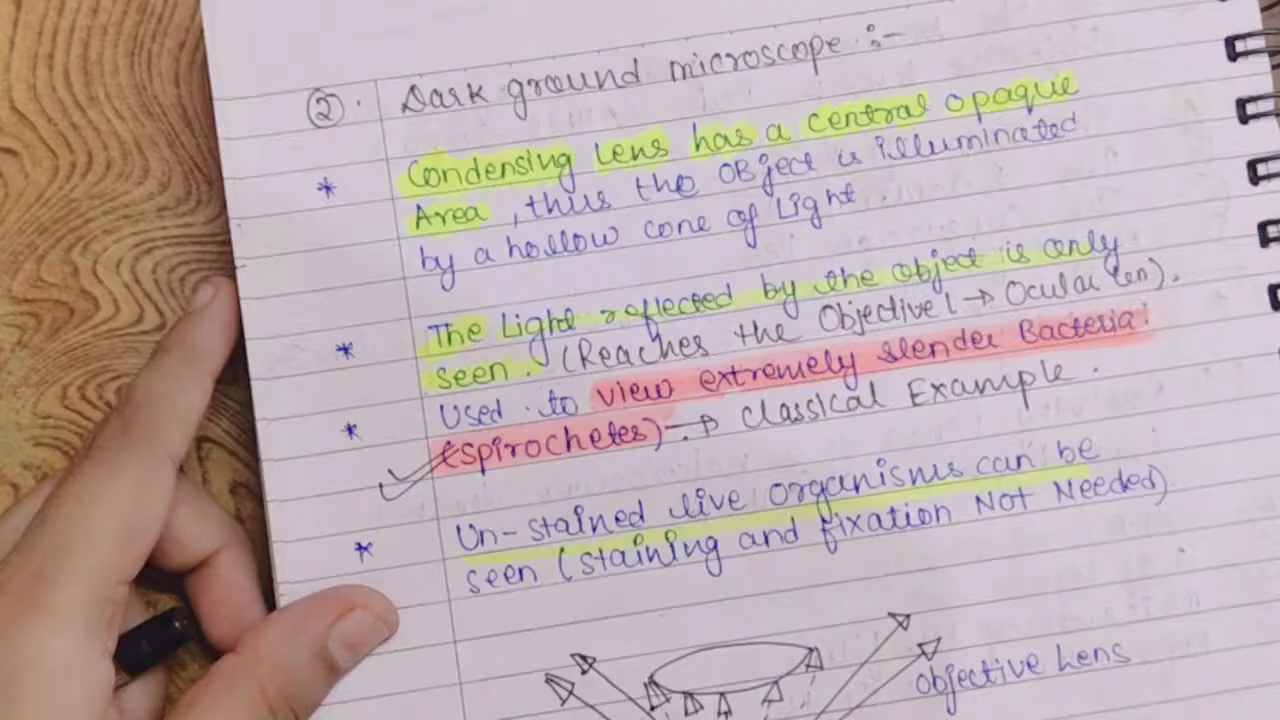 ② . Dark ground microscope :-
* Condensing Lens has a central opaque
Area , thus the Object is illuminated
by a hollow cone of Light
* The Light reflected by the object is only
seen . (Reaches the Objective ( → Ocular len) .
* Used to view extremely slender Bacteria :
(spirochetes) → Classical Example .
* Un-stained live organisms can be
seen (staining and fixation Not Needed)
objective Lens